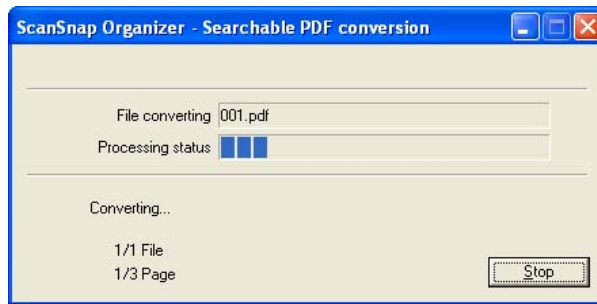 ScanSnap Organizer - Searchable PDF conversion
File converting 001.pdf
Processing status
Converting...
1/1 File
1/3 Page
Stop